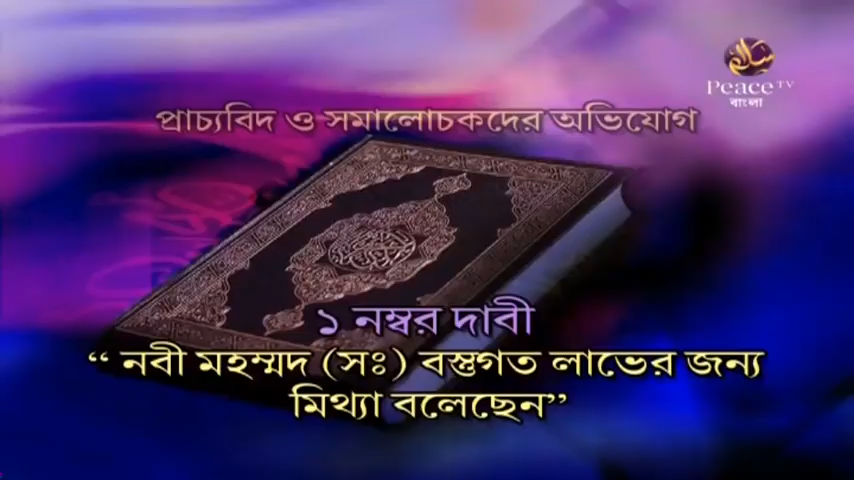 Peace TV
বাংলা
প্রাচ্যবিদ ও সমালোচকদের অভিযোগ
১ নম্বর দাবী
“ নবী মহম্মদ (সঃ) বস্তুগত লাভের জন্য
মিথ্যা বলেছেন”